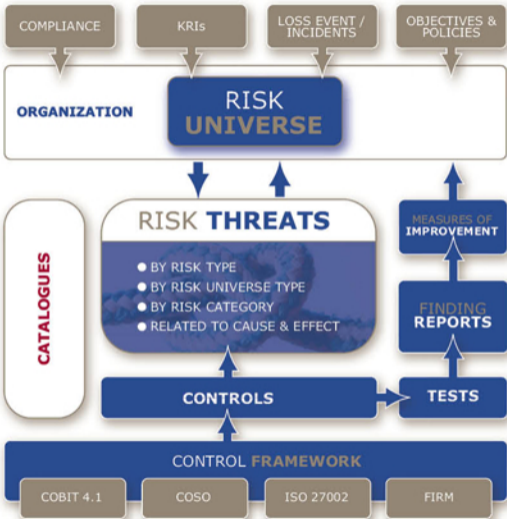 COMPLIANCE
KRIs
LOSS EVENT /
INCIDENTS
OBJECTIVES &
POLICIES
ORGANIZATION
RISK
UNIVERSE
CATALOGUES
RISK THREATS
● BY RISK TYPE
● BY RISK UNIVERSE TYPE
● BY RISK CATEGORY
● RELATED TO CAUSE & EFFECT
MEASURES OF
IMPROVEMENT
FINDING
REPORTS
CONTROLS
TESTS
CONTROL FRAMEWORK
COBIT 4.1
COSO
ISO 27002
FIRM